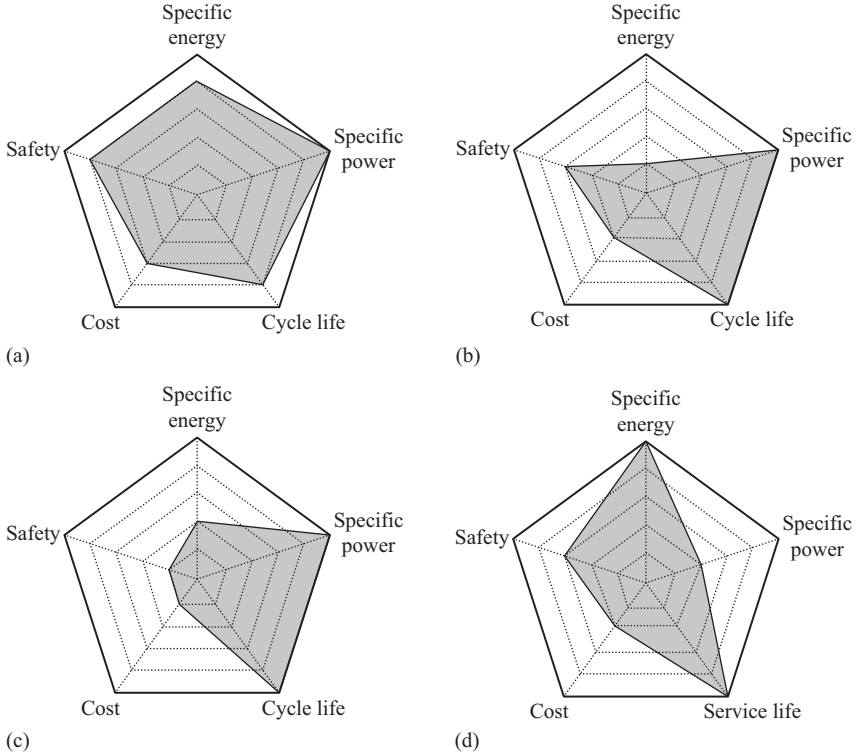 Specific
energy
Safety
Specific
power
Cost
Cycle life
(a)
Specific
energy
Safety
Specific
power
Cost
Cycle life
(b)
Specific
energy
Safety
Specific
power
Cost
Cycle life
(c)
Specific
energy
Safety
Specific
power
Cost
Service life
(d)